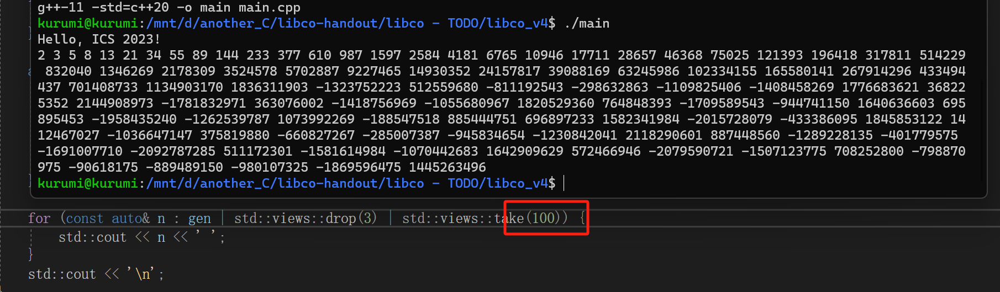 g++-11 -std=c++20 -o main main.cpp
kurumi@kurumi:/mnt/d/another_C/libco-handout/libco - TODO/libco_v4$ ./main
Hello, ICS 2023!
2 3 5 8 13 21 34 55 89 144 233 377 610 987 1597 2584 4181 6765 10946 17711 28657 46368 75025 121393 196418 317811 514229
832040 1346269 2178309 3524578 5702887 9227465 14930352 24157817 39088169 63245986 102334155 165580141 267914296 433494
437 701408733 1134903170 1836311903 -1323752223 512559680 -811192543 -298632863 -1109825406 -1408458269 1776683621 36822
5352 2144908973 -1781832971 363076002 -1418756969 -1055680967 1820529360 764848393 -1709589543 -944741150 1640636603 695
895453 -1958435240 -1262539787 1073992269 -188547518 885444751 696897233 1582341984 -2015728079 -433386095 1845853122 14
12467027 -1036647147 375819880 -660827267 -285007387 -945834654 -1230842041 2118290601 887448560 -1289228135 -401779575
-1691007710 -2092787285 511172301 -1581614984 -1070442683 1642909629 572466946 -2079590721 -1507123775 708252800 -798870
975 -90618175 -889489150 -980107325 -1869596475 1445263496
kurumi@kurumi:/mnt/d/another_C/libco-handout/libco - TODO/libco_v4$
for (const auto& n : gen | std::views::drop(3) | std::views::take(100)) {
std::cout << n << ' ';
}
std::cout << '\n';